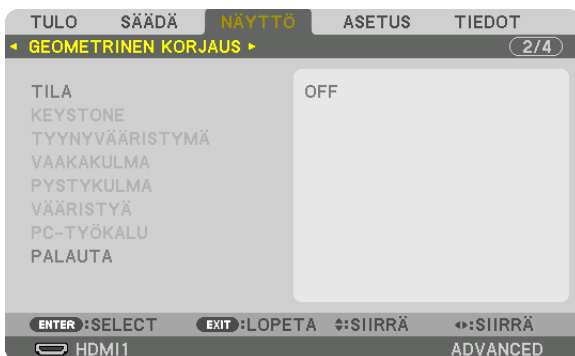 TULO SÄÄDÄ NÄYTTÖ ASETUS TIEDOT
◂ GEOMETRINEN KORJAUS ▸ 2/4
TILA OFF
KEYSTONE
TYYNYVÄÄRISTYMÄ
VAAKAKULMA
PYSTYKULMA
VÄÄRISTYÄ
PC-TYÖKALU
PALAUTA
ENTER :SELECT EXIT :LOPETA ♦:SIIRRÄ ◂▸:SIIRRÄ
HDMI1 ADVANCED